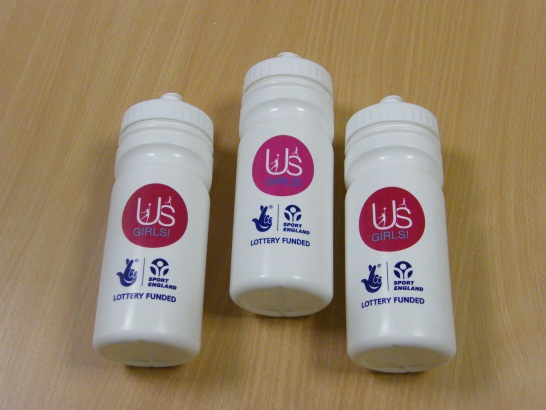 US
GIRLS!
SPORT
ENGLAND
LOTTERY FUNDED
US
GIRLS!
SPORT
ENGLAND
LOTTERY FUNDED
US
GIRLS!
SPORT
ENGLAND
LOTTERY FUNDED